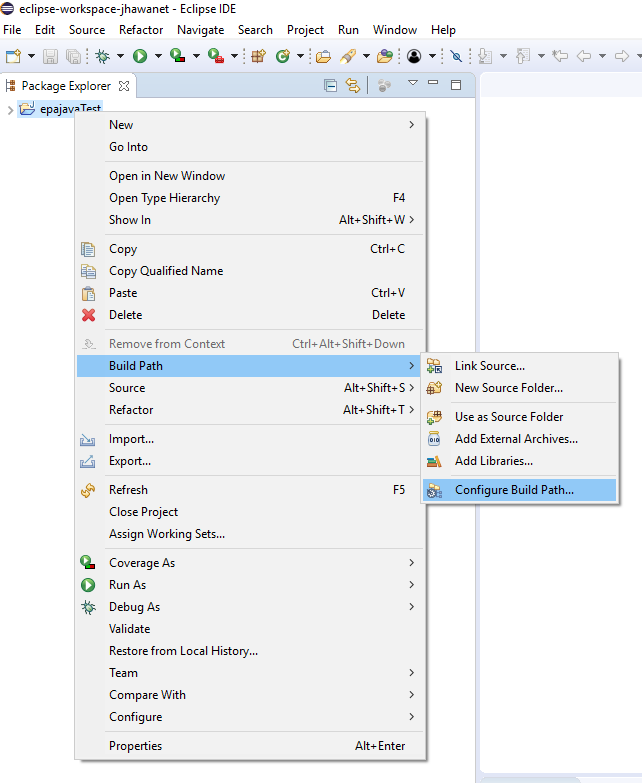 eclipse-workspace-jhawanet - Eclipse IDE
File Edit Source Refactor Navigate Search Project Run Window Help
Package Explorer
epajavaTest
New
Go Into
Open in New Window
Open Type Hierarchy F4
Show In Alt+Shift+W
Copy Ctrl+C
Copy Qualified Name
Paste Ctrl+V
Delete Delete
Remove from Context Ctrl+Alt+Shift+Down
Build Path
Source Alt+Shift+S
Refactor Alt+Shift+T
Import...
Export...
Refresh F5
Close Project
Assign Working Sets...
Coverage As
Run As
Debug As
Validate
Restore from Local History...
Team
Compare With
Configure
Properties Alt+Enter
Link Source...
New Source Folder...
Use as Source Folder
010 Add External Archives...
Add Libraries...
Configure Build Path...